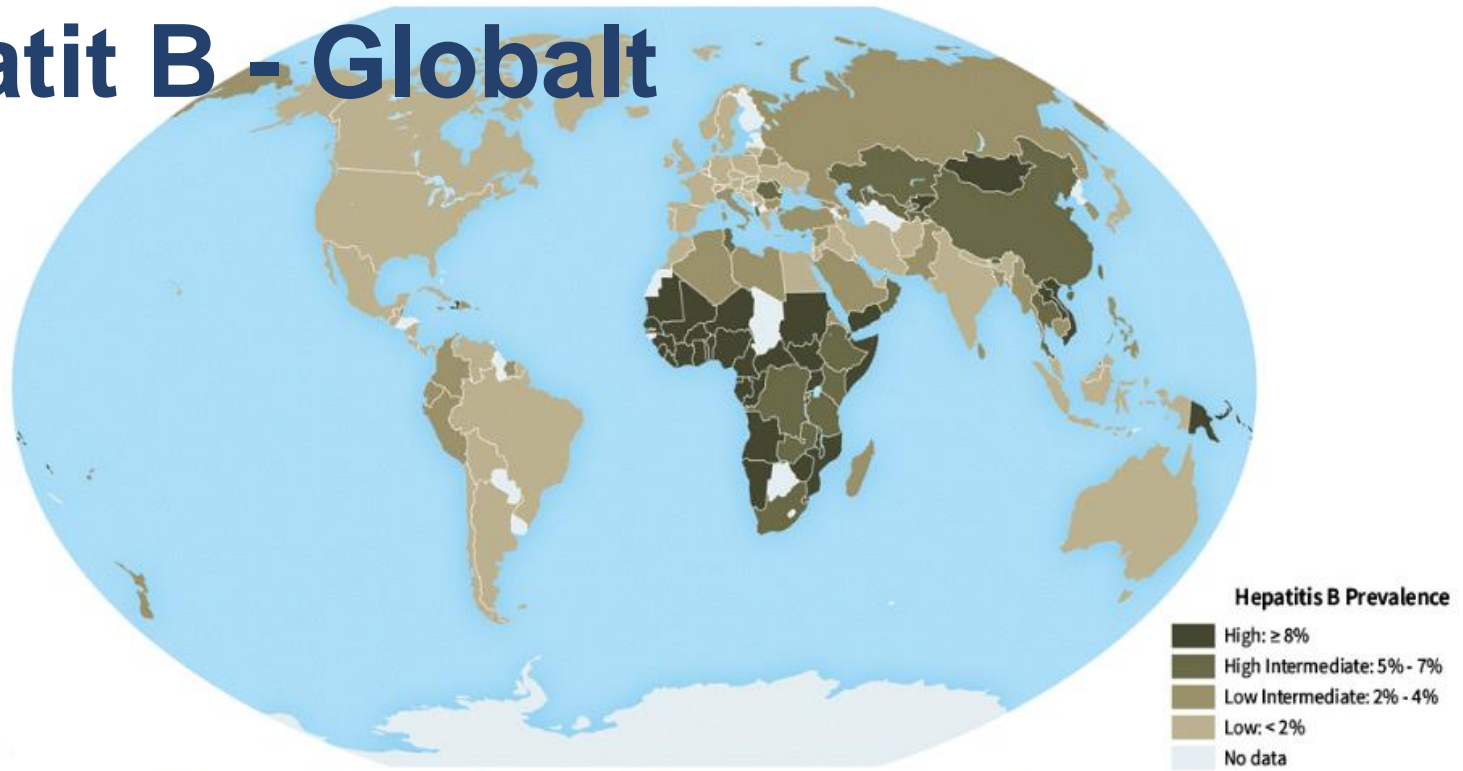 atit B - Globalt
Hepatitis B Prevalence
High: ≥ 8%
High Intermediate: 5% - 7%
Low Intermediate: 2% - 4%
Low: < 2%
No data